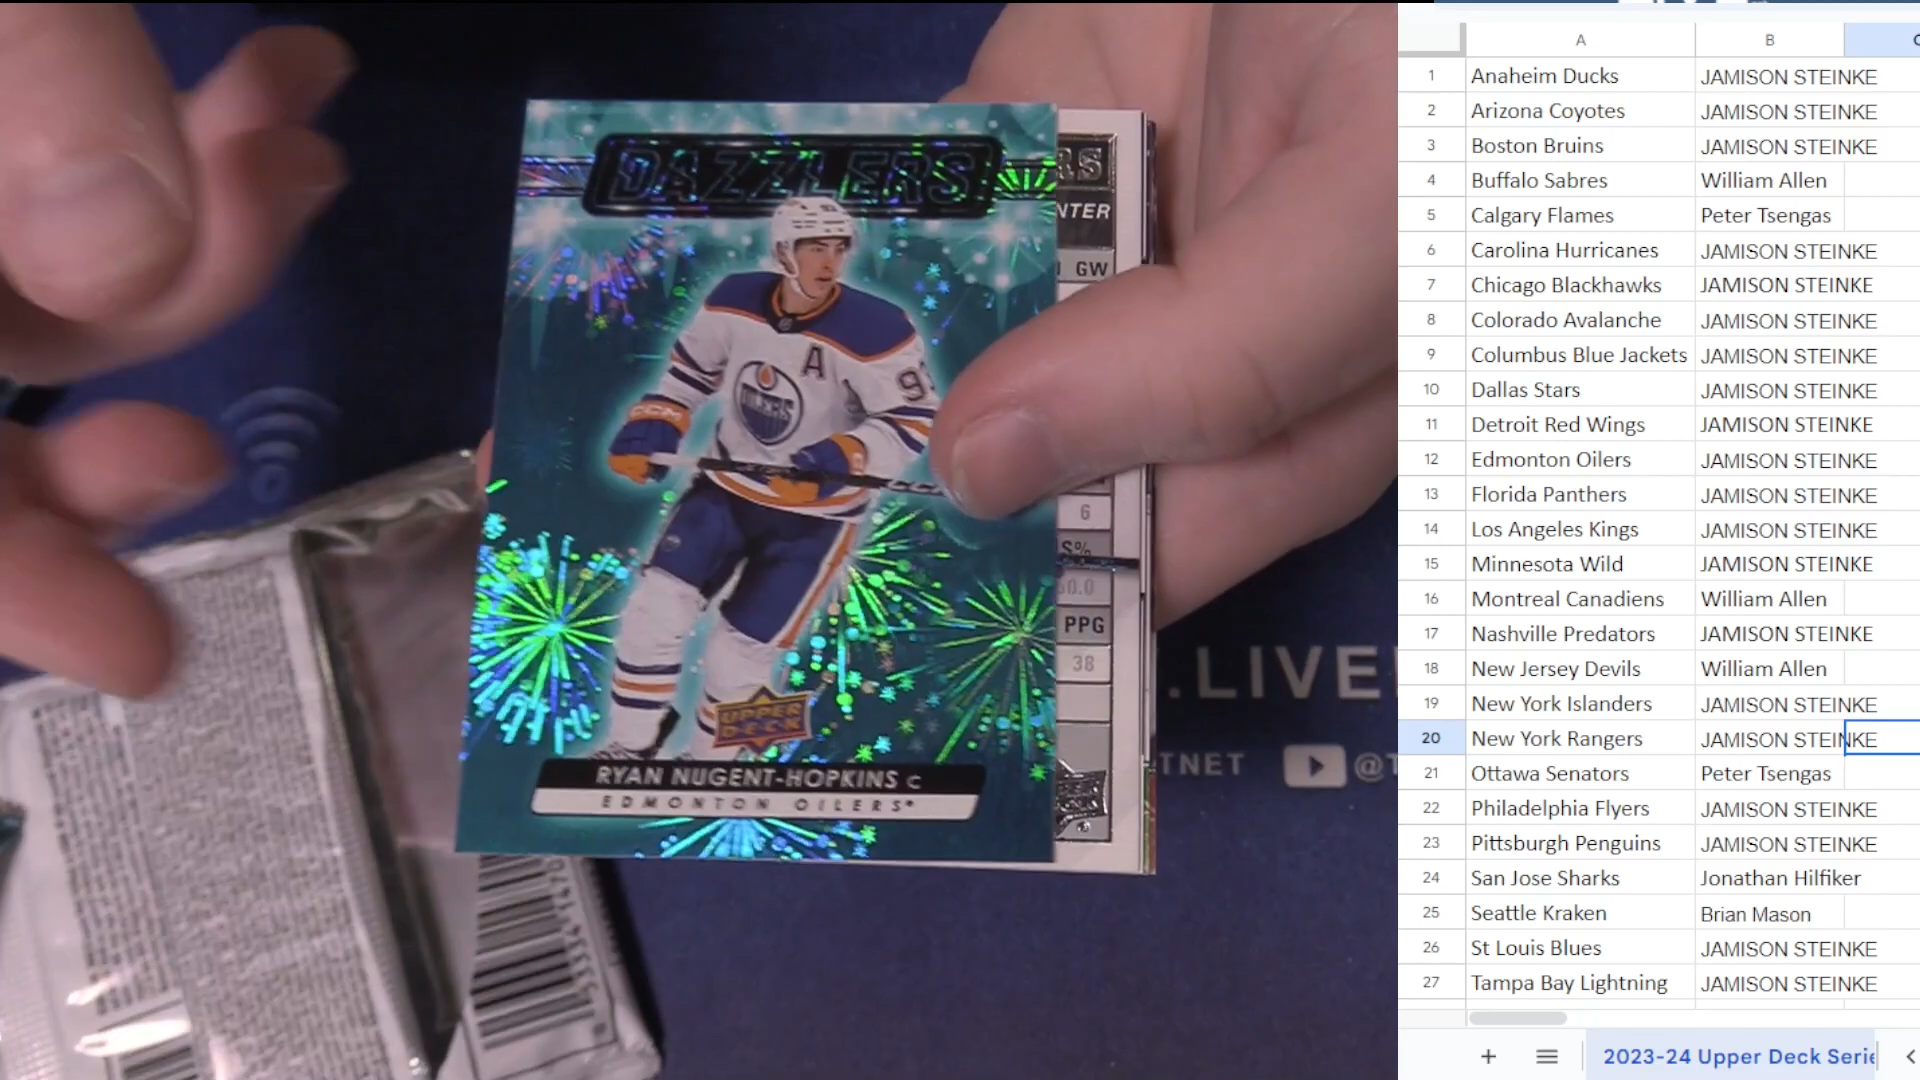 DAZZLERS
RS
NTER
GW
A
9
CCM
OILERS
6
S%
PPG
38
UPPER
DECK
RYAN NUGENT-HOPKINS C
EDMONTON OILERS
.LIVE
TNET
@T
A
B
1 Anaheim Ducks JAMISON STEINKE
2 Arizona Coyotes JAMISON STEINKE
3 Boston Bruins JAMISON STEINKE
4 Buffalo Sabres William Allen
5 Calgary Flames Peter Tsengas
6 Carolina Hurricanes JAMISON STEINKE
7 Chicago Blackhawks JAMISON STEINKE
8 Colorado Avalanche JAMISON STEINKE
9 Columbus Blue Jackets JAMISON STEINKE
10 Dallas Stars JAMISON STEINKE
11 Detroit Red Wings JAMISON STEINKE
12 Edmonton Oilers JAMISON STEINKE
13 Florida Panthers JAMISON STEINKE
14 Los Angeles Kings JAMISON STEINKE
15 Minnesota Wild JAMISON STEINKE
16 Montreal Canadiens William Allen
17 Nashville Predators JAMISON STEINKE
18 New Jersey Devils William Allen
19 New York Islanders JAMISON STEINKE
20 New York Rangers JAMISON STEINKE
21 Ottawa Senators Peter Tsengas
22 Philadelphia Flyers JAMISON STEINKE
23 Pittsburgh Penguins JAMISON STEINKE
24 San Jose Sharks Jonathan Hilfiker
25 Seattle Kraken Brian Mason
26 St Louis Blues JAMISON STEINKE
27 Tampa Bay Lightning JAMISON STEINKE
2023-24 Upper Deck Serie